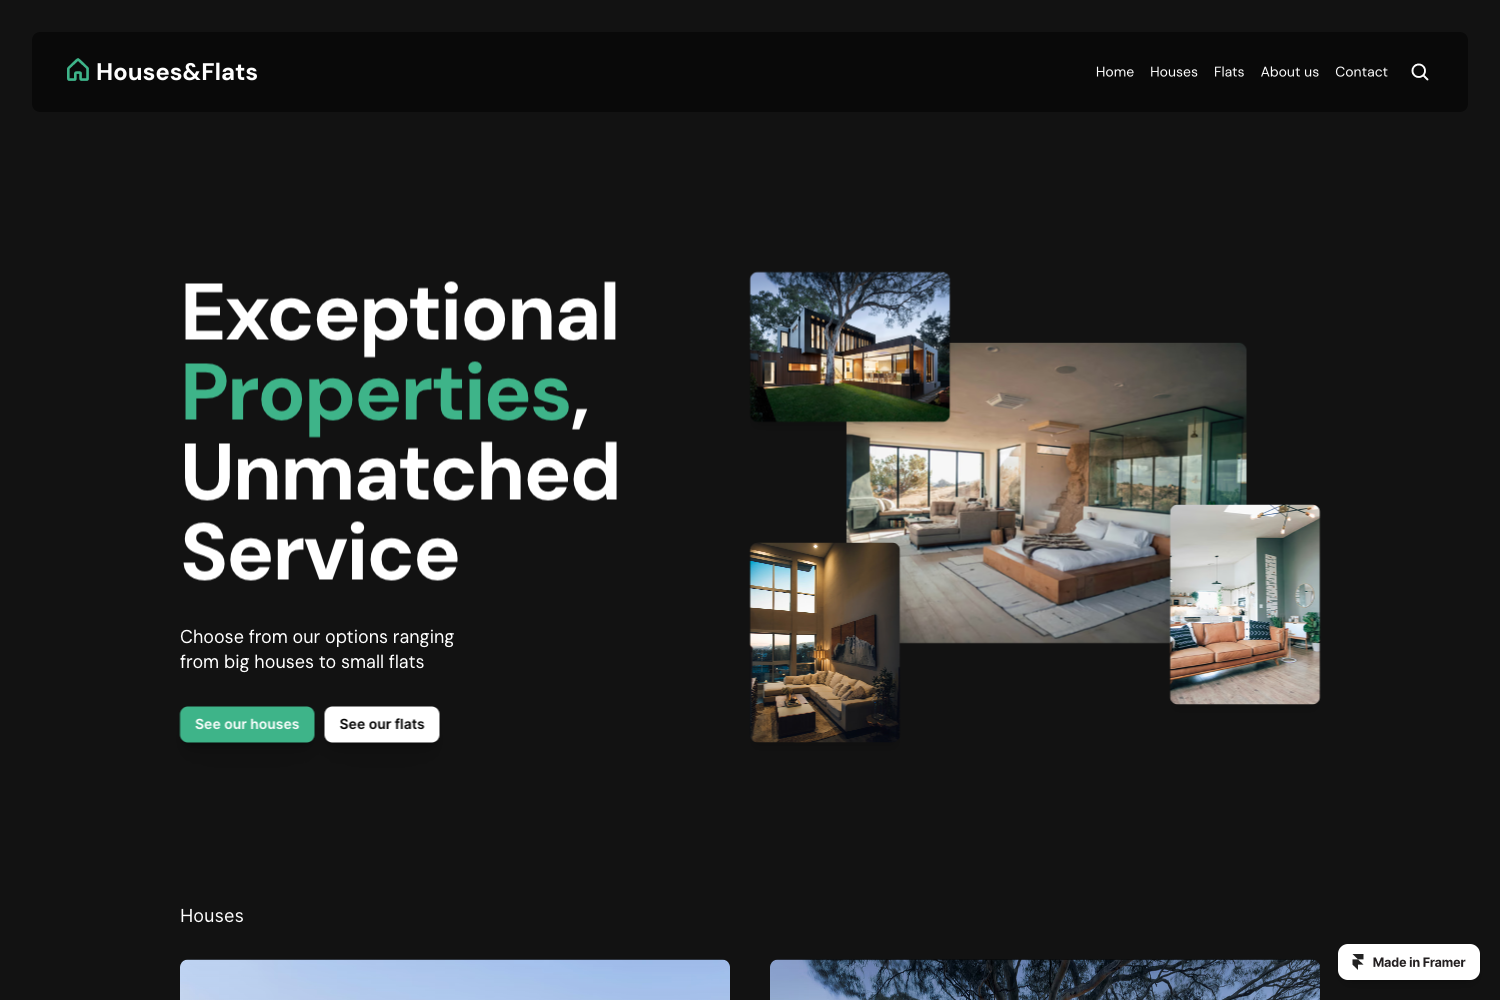 Houses&Flats
Home Houses Flats About us Contact
Exceptional
Properties,
Unmatched
Service
Choose from our options ranging
from big houses to small flats
See our houses See our flats
Houses
Made in Framer